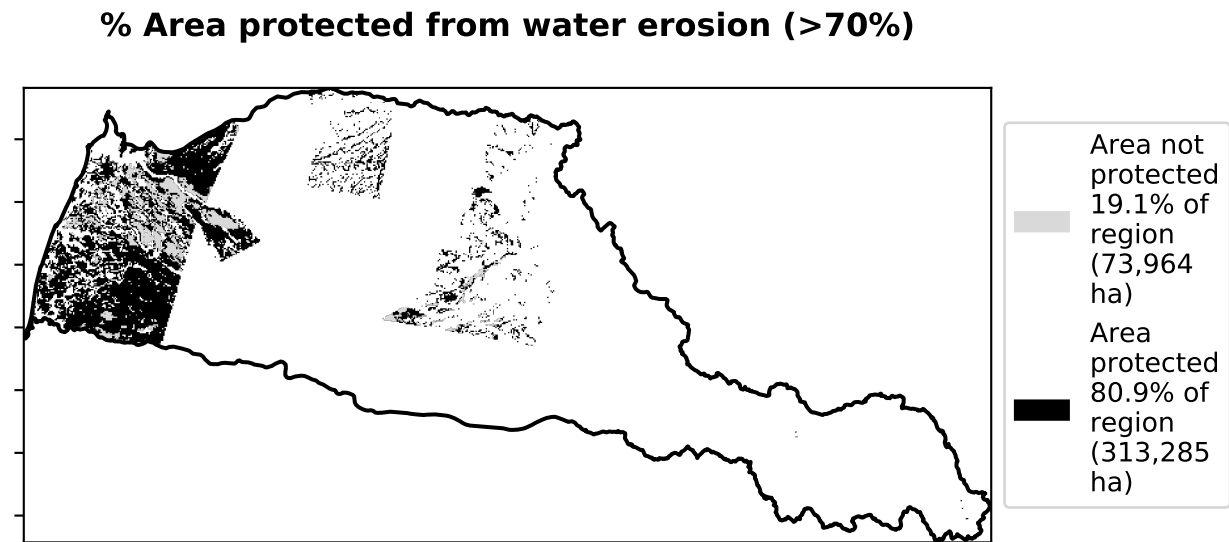 % Area protected from water erosion (>70%)
Area not
protected
19.1% of
region
(73,964
ha)
Area
protected
80.9% of
region
(313,285
ha)